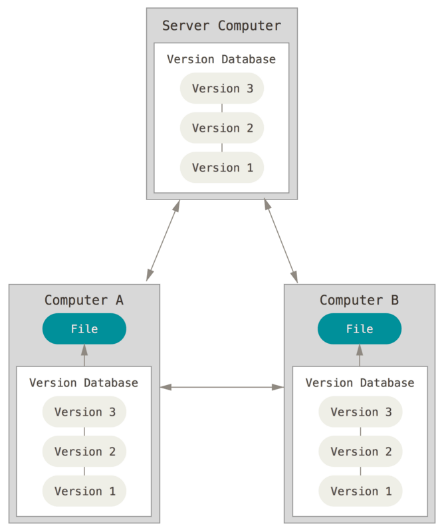 Server Computer
Version Database
Version 3
Version 2
Version 1
Computer A
File
Version Database
Version 3
Version 2
Version 1
Computer B
File
Version Database
Version 3
Version 2
Version 1